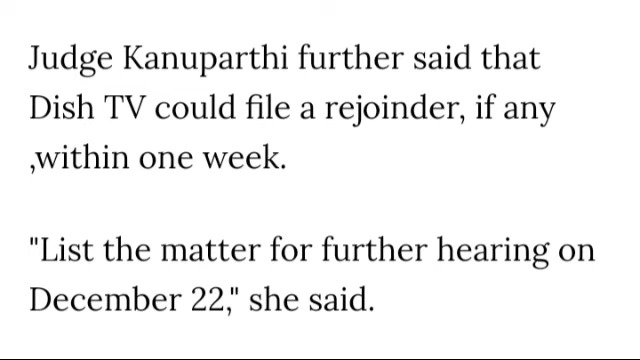 Judge Kanuparthi further said that
Dish TV could file a rejoinder, if any
,within one week.
"List the matter for further hearing on
December 22," she said.